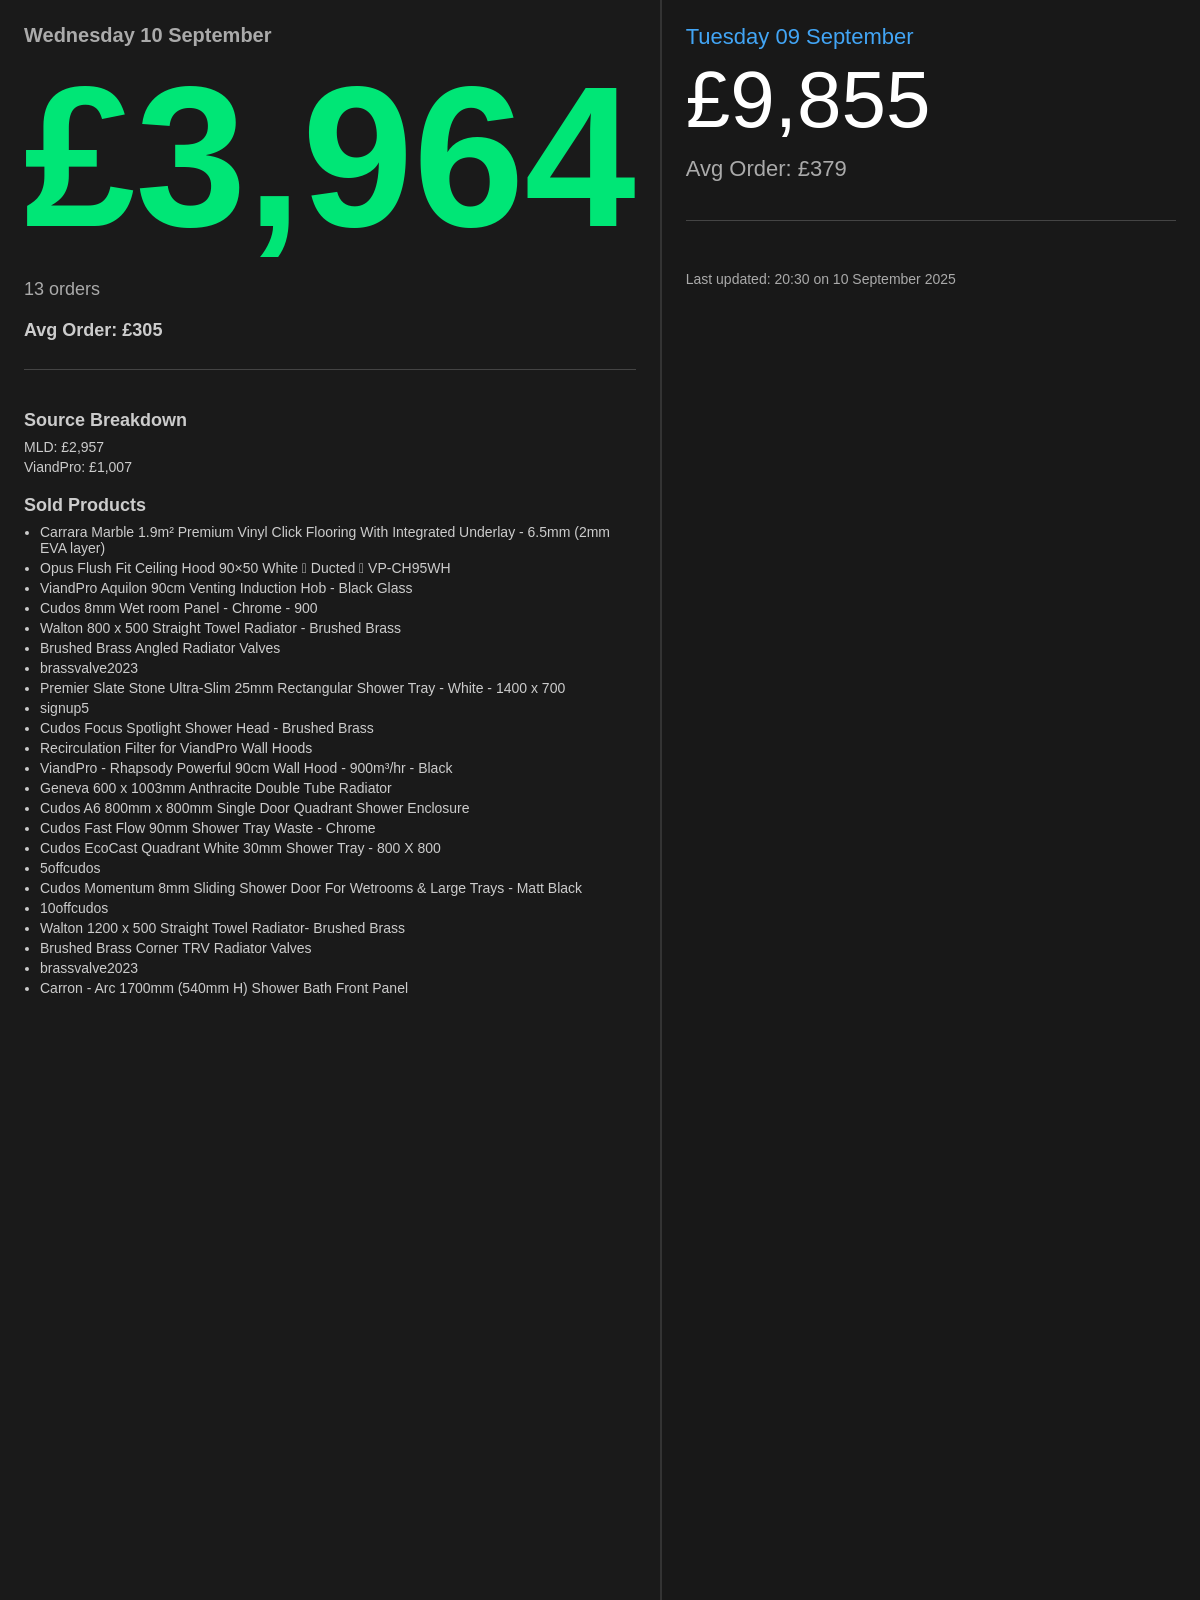 Wednesday 10 September
£3,964
13 orders
Avg Order: £305
Source Breakdown
MLD: £2,957
ViandPro: £1,007
Sold Products
• Carrara Marble 1.9m² Premium Vinyl Click Flooring With Integrated Underlay - 6.5mm (2mm
EVA layer)
• Opus Flush Fit Ceiling Hood 90×50 White ▯ Ducted ▯ VP-CH95WH
• ViandPro Aquilon 90cm Venting Induction Hob - Black Glass
• Cudos 8mm Wet room Panel - Chrome - 900
• Walton 800 x 500 Straight Towel Radiator - Brushed Brass
• Brushed Brass Angled Radiator Valves
• brassvalve2023
• Premier Slate Stone Ultra-Slim 25mm Rectangular Shower Tray - White - 1400 x 700
• signup5
• Cudos Focus Spotlight Shower Head - Brushed Brass
• Recirculation Filter for ViandPro Wall Hoods
• ViandPro - Rhapsody Powerful 90cm Wall Hood - 900m³/hr - Black
• Geneva 600 x 1003mm Anthracite Double Tube Radiator
• Cudos A6 800mm x 800mm Single Door Quadrant Shower Enclosure
• Cudos Fast Flow 90mm Shower Tray Waste - Chrome
• Cudos EcoCast Quadrant White 30mm Shower Tray - 800 X 800
• 5offcudos
• Cudos Momentum 8mm Sliding Shower Door For Wetrooms & Large Trays - Matt Black
• 10offcudos
• Walton 1200 x 500 Straight Towel Radiator- Brushed Brass
• Brushed Brass Corner TRV Radiator Valves
• brassvalve2023
• Carron - Arc 1700mm (540mm H) Shower Bath Front Panel
Tuesday 09 September
£9,855
Avg Order: £379
Last updated: 20:30 on 10 September 2025